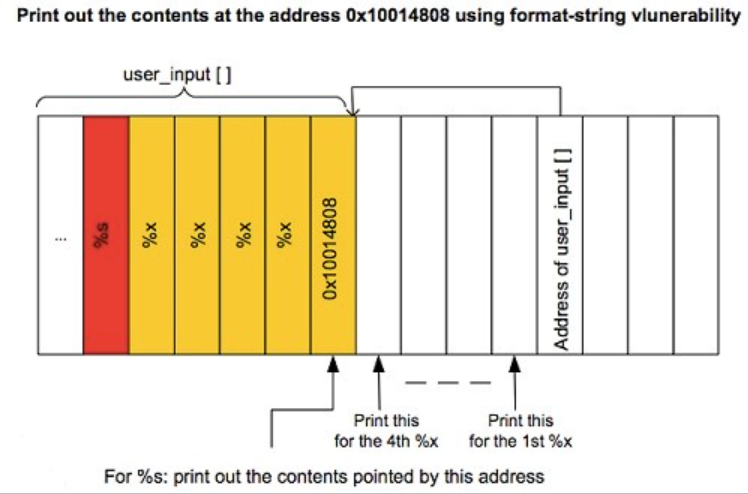 Print out the contents at the address 0x10014808 using format-string vlunerability
user_input [ ]
...
%s
%x
%x
%x
%x
0x10014808
Address of user_input [ ]
Print this
for the 4th %x
Print this
for the 1st %x
For %s: print out the contents pointed by this address